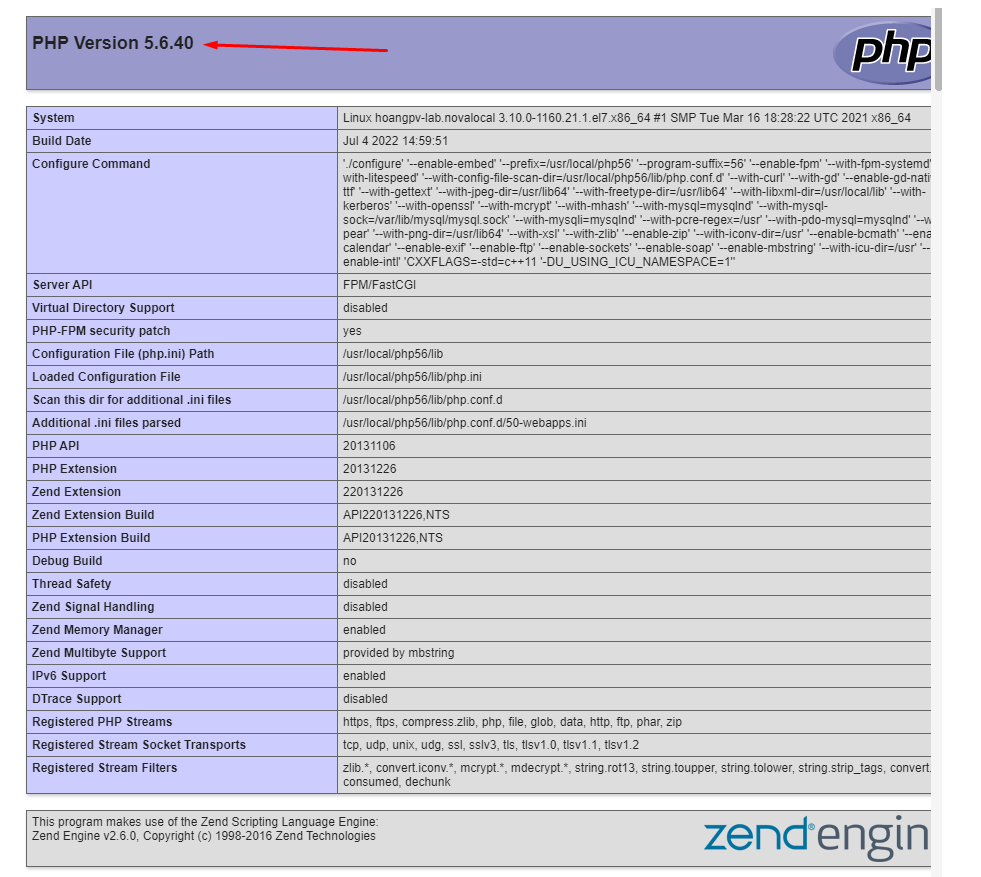 PHP Version 5.6.40
php
System Linux hoangpv-lab.novalocal 3.10.0-1160.21.1.el7.x86_64 #1 SMP Tue Mar 16 18:28:22 UTC 2021 x86_64
Build Date Jul 4 2022 14:59:51
Configure Command './configure' '--enable-embed' '--prefix=/usr/local/php56' '--program-suffix=56' '--enable-fpm' '--with-fpm-systemd'
with-litespeed' '--with-config-file-scan-dir=/usr/local/php56/lib/php.conf.d' '--with-curl' '--with-gd' '--enable-gd-nati
ttf' '--with-gettext' '--with-jpeg-dir=/usr/lib64' '--with-freetype-dir=/usr/lib64' '--with-libxml-dir=/usr/local/lib' '--with-
kerberos' '--with-openssl' '--with-mcrypt' '--with-mhash' '--with-mysql=mysqlnd' '--with-mysql-
sock=/var/lib/mysql/mysql.sock' '--with-mysqli=mysqlnd' '--with-pcre-regex=/usr' '--with-pdo-mysql=mysqlnd' '--w
pear' '--with-png-dir=/usr/lib64' '--with-xsl' '--with-zlib' '--enable-zip' '--with-iconv-dir=/usr' '--enable-bcmath' '--ena
calendar' '--enable-exif' '--enable-ftp' '--enable-sockets' '--enable-soap' '--enable-mbstring' '--with-icu-dir=/usr' '--
enable-intl' 'CXXFLAGS=-std=c++11 '-DU_USING_ICU_NAMESPACE=1''
Server API FPM/FastCGI
Virtual Directory Support disabled
PHP-FPM security patch yes
Configuration File (php.ini) Path /usr/local/php56/lib
Loaded Configuration File /usr/local/php56/lib/php.ini
Scan this dir for additional .ini files /usr/local/php56/lib/php.conf.d
Additional .ini files parsed /usr/local/php56/lib/php.conf.d/50-webapps.ini
PHP API 20131106
PHP Extension 20131226
Zend Extension 220131226
Zend Extension Build API220131226,NTS
PHP Extension Build API20131226,NTS
Debug Build no
Thread Safety disabled
Zend Signal Handling disabled
Zend Memory Manager enabled
Zend Multibyte Support provided by mbstring
IPv6 Support enabled
DTrace Support disabled
Registered PHP Streams https, ftps, compress.zlib, php, file, glob, data, http, ftp, phar, zip
Registered Stream Socket Transports tcp, udp, unix, udg, ssl, sslv3, tls, tlsv1.0, tlsv1.1, tlsv1.2
Registered Stream Filters zlib.*, convert.iconv.*, mcrypt.*, mdecrypt.*, string.rot13, string.toupper, string.tolower, string.strip_tags, convert.
consumed, dechunk
This program makes use of the Zend Scripting Language Engine:
Zend Engine v2.6.0, Copyright (c) 1998-2016 Zend Technologies
zend®engin